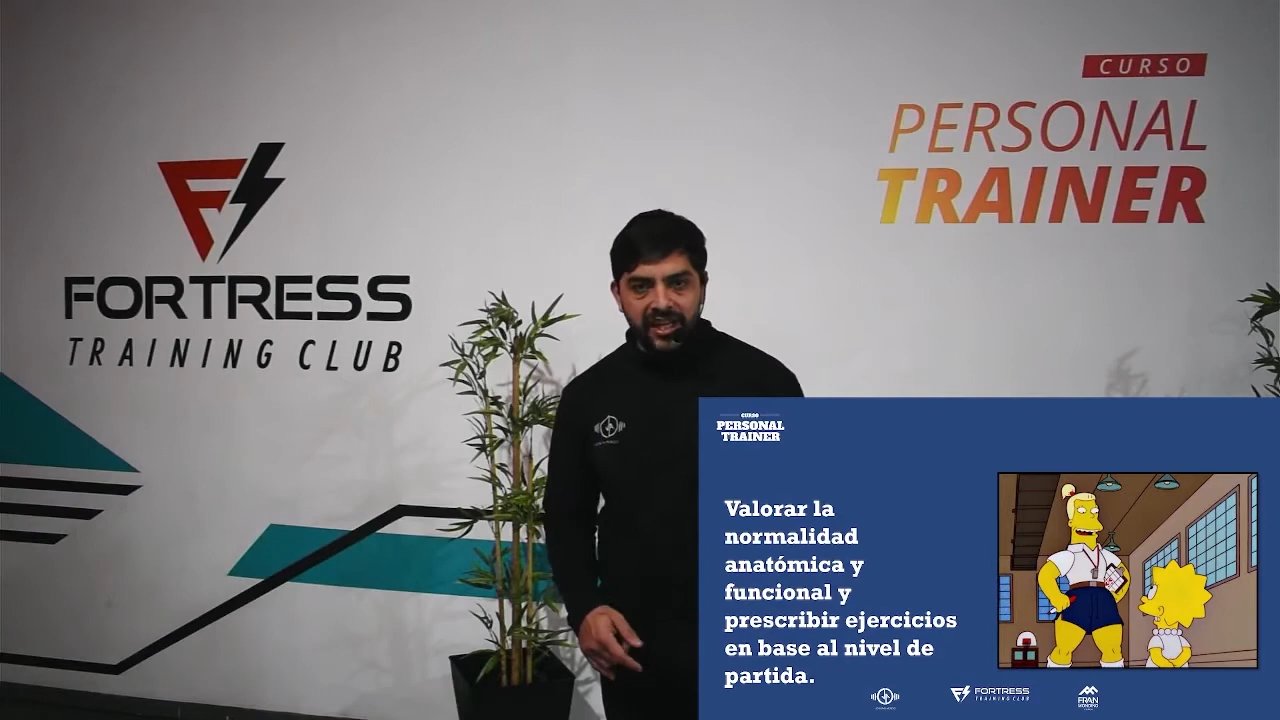 CURSO
PERSONAL
TRAINER
FORTRESS
TRAINING CLUB
CURSO
PERSONAL
TRAINER
Valorar la
normalidad
anatómica y
funcional y
prescribir ejercicios
en base al nivel de
partida.
FORTRESS
TRAINING CLUB
FRAN